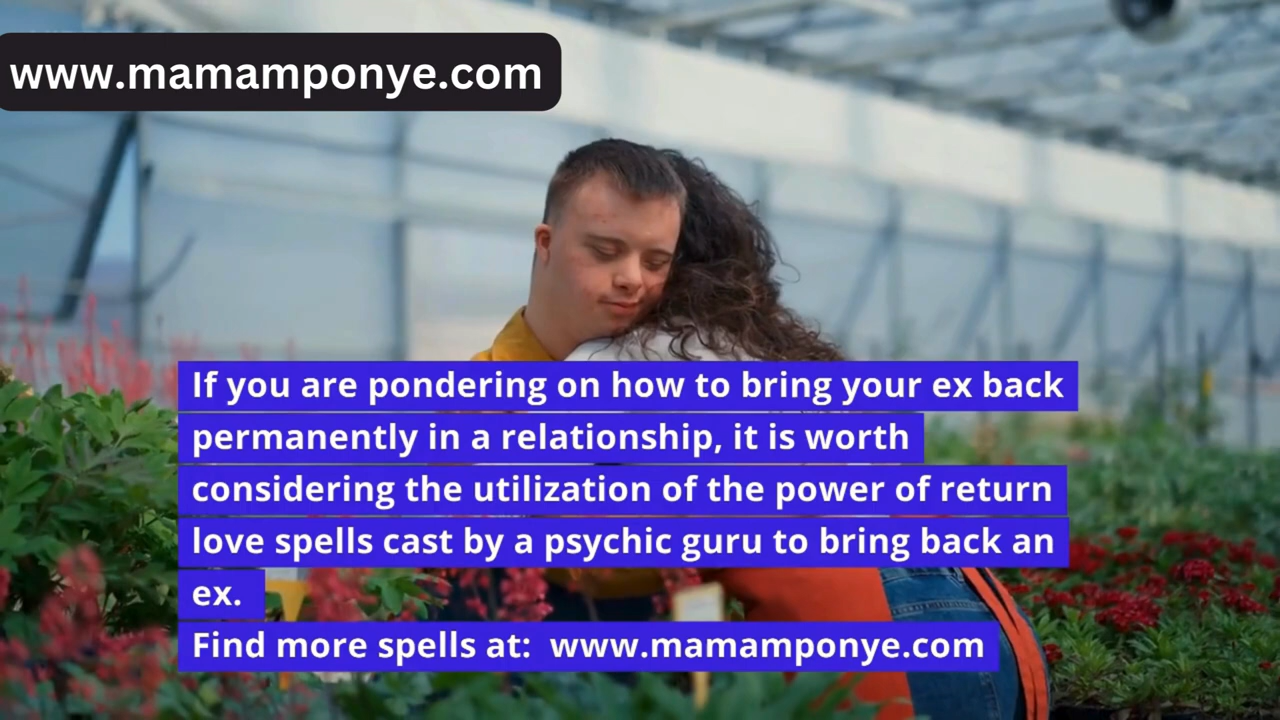 www.mamamponye.com
If you are pondering on how to bring your ex back
permanently in a relationship, it is worth
considering the utilization of the power of return
love spells cast by a psychic guru to bring back an
ex.
Find more spells at:  www.mamamponye.com